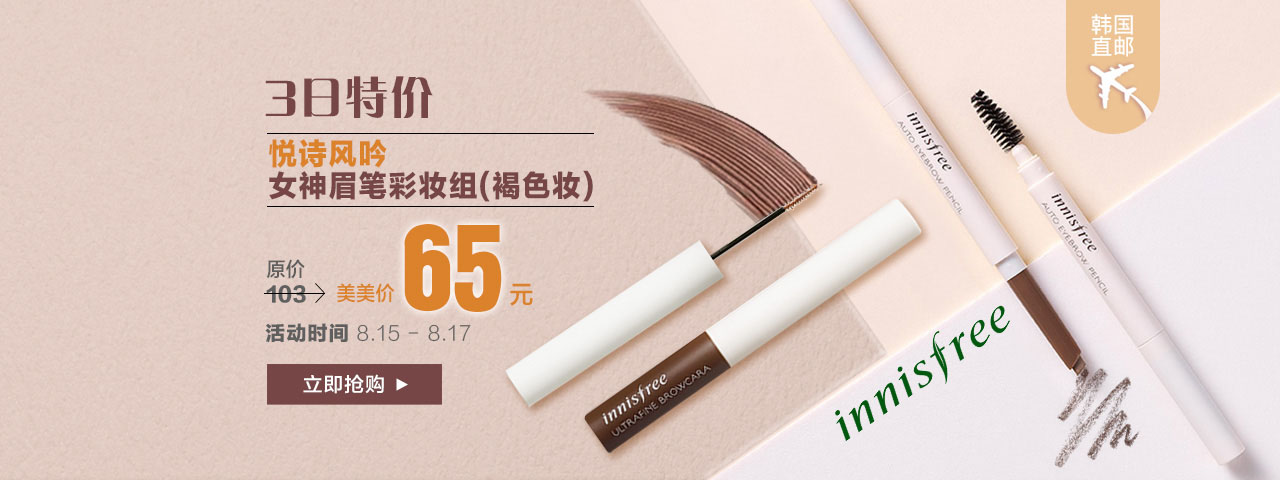 3日特价
悦诗风吟
女神眉笔彩妆组(褐色妆)
原价
103
美美价
65元
活动时间 8.15 - 8.17
立即抢购
innisfree
ULTRAFINE BROWCARA
innisfree
AUTO EYEBROW PENCIL
innisfree
AUTO EYEBROW PENCIL
innisfree
韩国
直邮